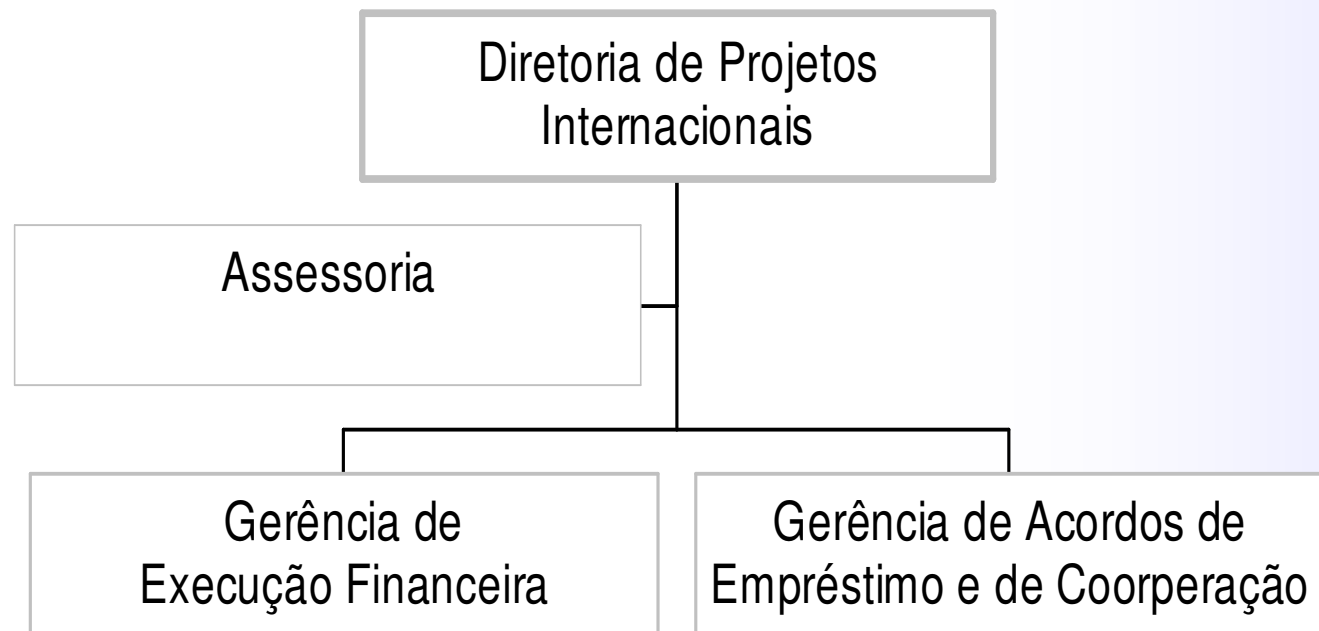 Diretoria de Projetos
Internacionais
Assessoria
Gerência de
Execução Financeira
Gerência de Acordos de
Empréstimo e de Coorperação